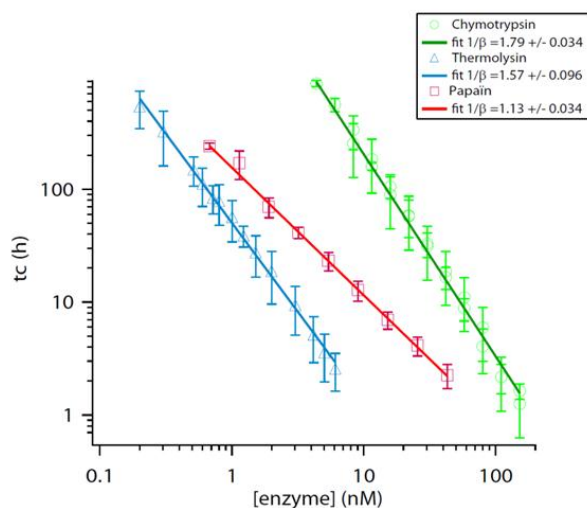 Chymotrypsin
fit 1/β =1.79 +/- 0.034
Thermolysin
fit 1/β =1.57 +/- 0.096
Papaïn
fit 1/β =1.13 +/- 0.034
100
10
1
tc (h)
0.1 1 10 100
[enzyme] (nM)